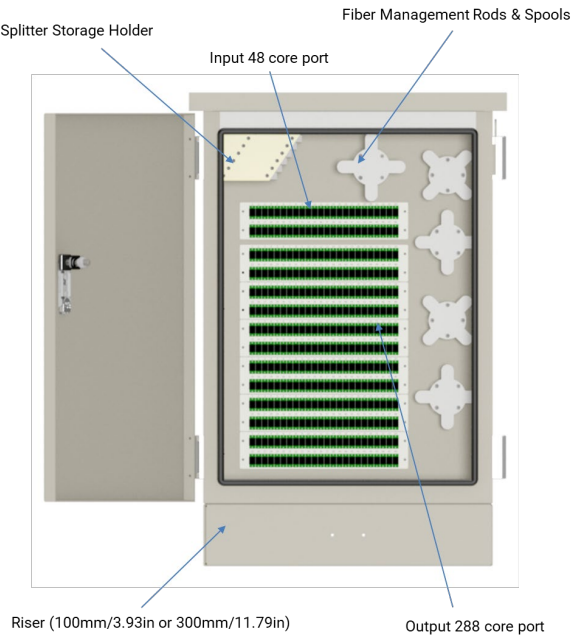 Fiber Management Rods & Spools
Splitter Storage Holder
Input 48 core port
Riser (100mm/3.93in or 300mm/11.79in)
Output 288 core port